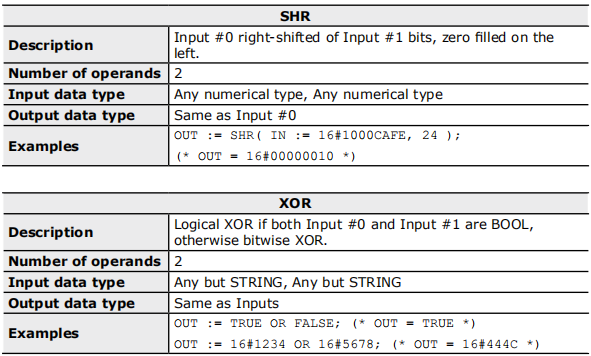 SHR
Description
Input #0 right-shifted of Input #1 bits, zero filled on the
left.
Number of operands 2
Input data type Any numerical type, Any numerical type
Output data type Same as Input #0
Examples
OUT := SHR( IN := 16#1000CAFE, 24 );
(* OUT = 16#00000010 *)
XOR
Description
Logical XOR if both Input #0 and Input #1 are BOOL,
otherwise bitwise XOR.
Number of operands 2
Input data type Any but STRING, Any but STRING
Output data type Same as Inputs
Examples
OUT := TRUE OR FALSE; (* OUT = TRUE *)
OUT := 16#1234 OR 16#5678; (* OUT = 16#444C *)